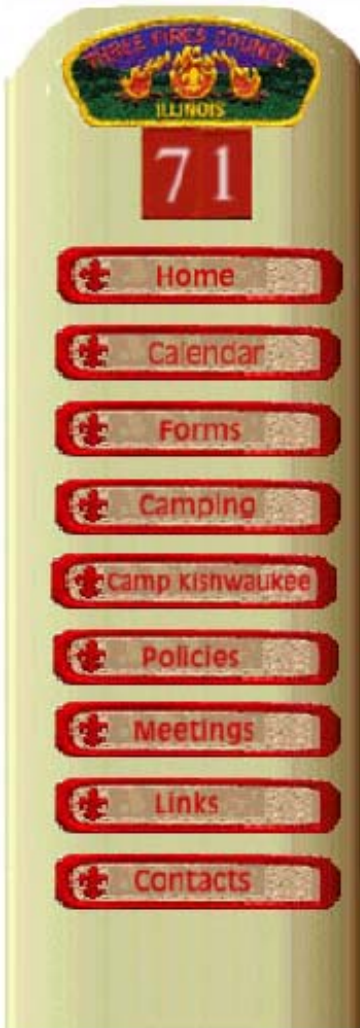 THREE FIRES COUNCIL
ILLINOIS
71
Home
Calendar
Forms
Camping
Camp Kishwaukee
Policies
Meetings
Links
Contacts